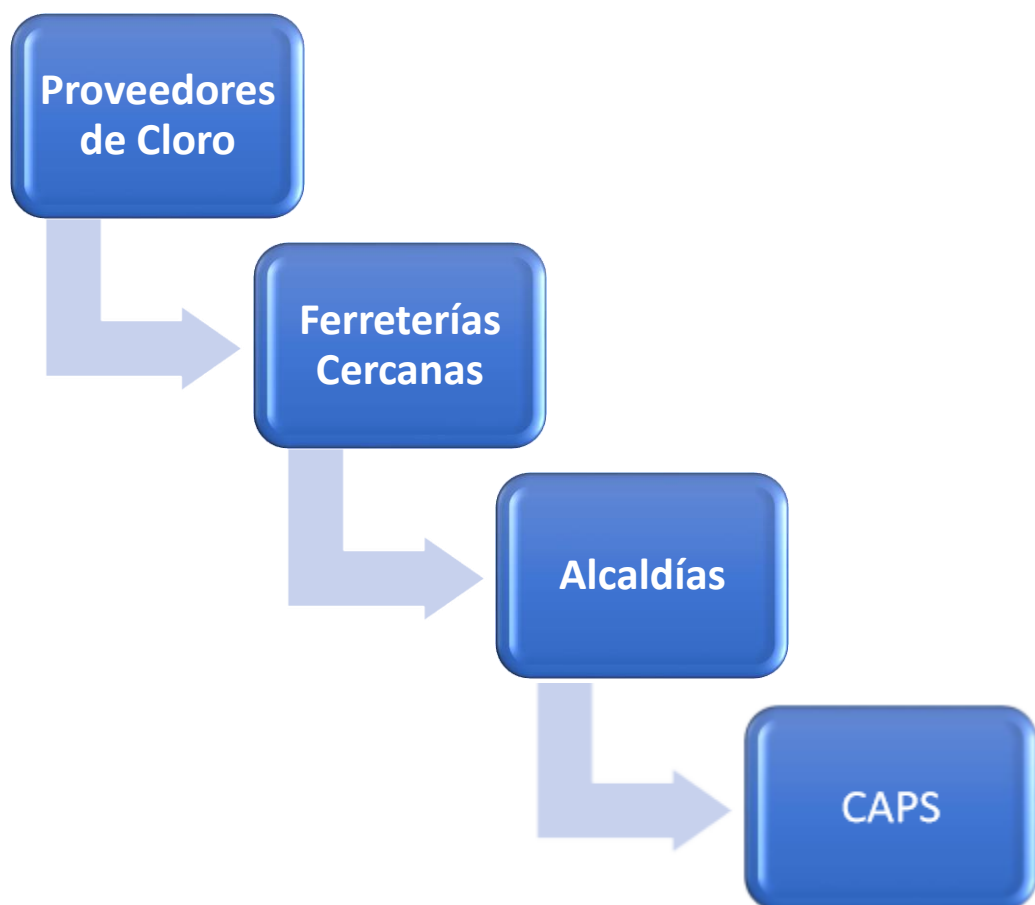 Proveedores
de Cloro
Ferreterías
Cercanas
Alcaldías
CAPS